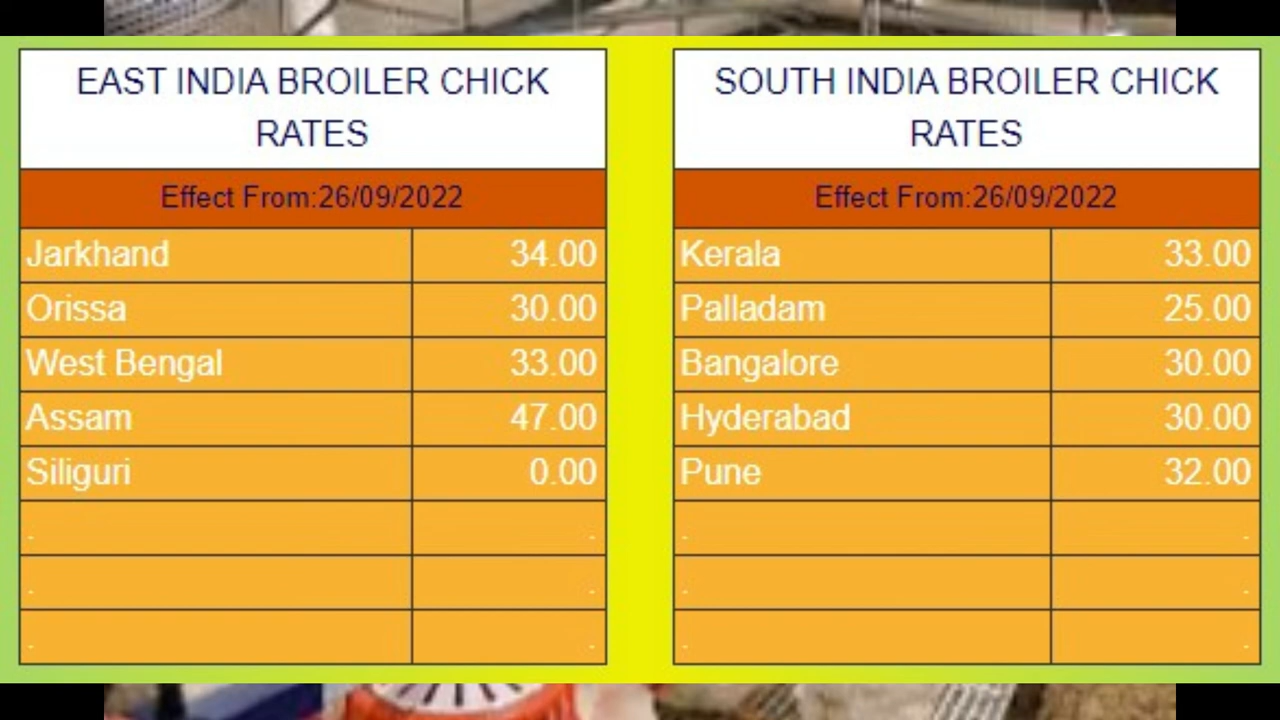 EAST INDIA BROILER CHICK
RATES
Effect From:26/09/2022
Jarkhand 34.00
Orissa 30.00
West Bengal 33.00
Assam 47.00
Siliguri 0.00
. .
. .
. .
SOUTH INDIA BROILER CHICK
RATES
Effect From:26/09/2022
Kerala 33.00
Palladam 25.00
Bangalore 30.00
Hyderabad 30.00
Pune 32.00
. .
. .
. .